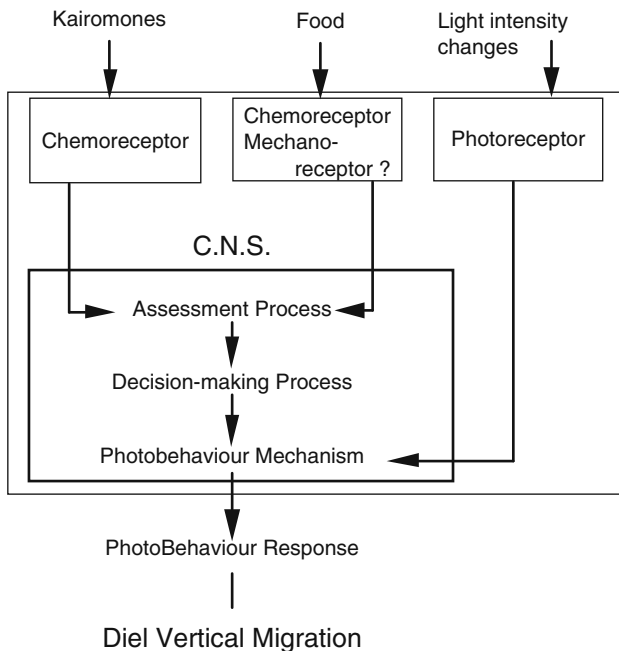 Kairomones
Food
Light intensity
changes
Chemoreceptor
Chemoreceptor
Mechano-
receptor ?
Photoreceptor
C.N.S.
Assessment Process
Decision-making Process
Photobehaviour Mechanism
PhotoBehaviour Response
Diel Vertical Migration